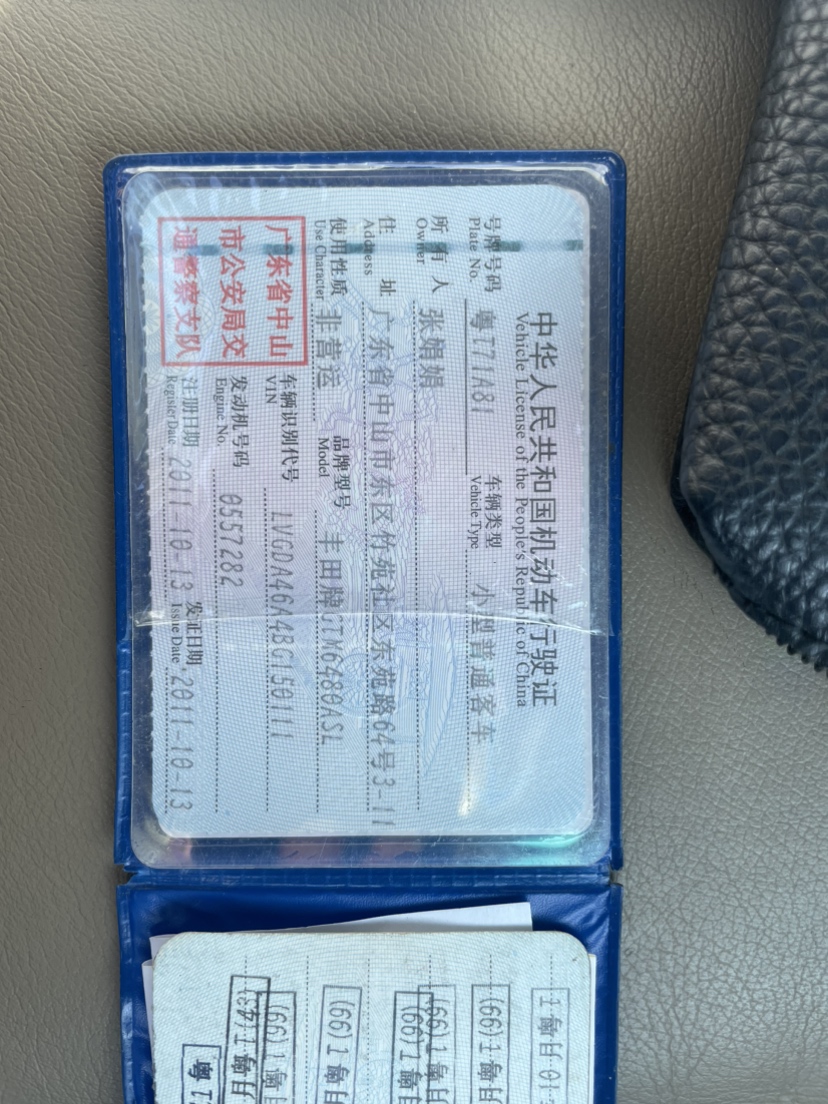 中华人民共和国机动车行驶证
Vehicle License of the People's Republic of China
号牌号码 粤T71A81 车辆类型 小型普通客车
Plate No. Vehicle Type
所有人 张娟娟
Owner
住址 广东省中山市东区竹苑社区东苑路64号3-11
Address
使用性质 非营运 品牌型号 丰田牌GTM6480ASL
Use Character Model
广东省中山
市公安局交
通警察支队
车辆识别代号 LVGDA46A4BG150111
VIN
发动机号码 0557282
Engine No.
注册日期 2011-10-13 发证日期 2011-10-13
Register Date Issue Date